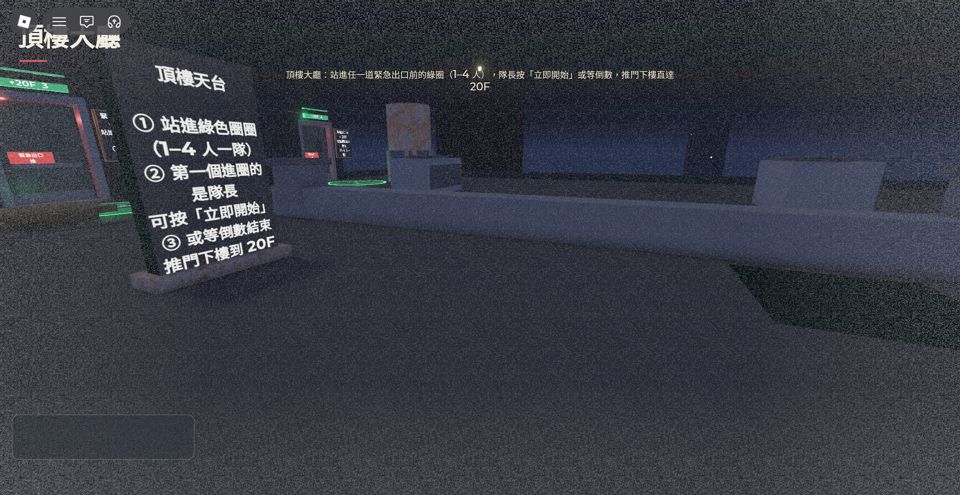 頂樓大廳
頂樓大廳：站進任一道緊急出口前的綠圈（1–4 人），隊長按「立即開始」或等倒數，推門下樓直達
20F
+20F 3
緊急出口
頂樓天台
① 站進綠色圈圈
（1–4 人一隊）
② 第一個進圈的
是隊長
可按「立即開始」
③ 或等倒數結束
推門下樓到 20F